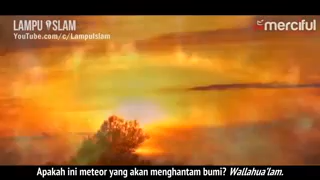 LAMPU ISLAM
YouTube.com/c/LampuIslam
merciful
Apakah ini meteor yang akan menghantam bumi? Wallahua'lam.